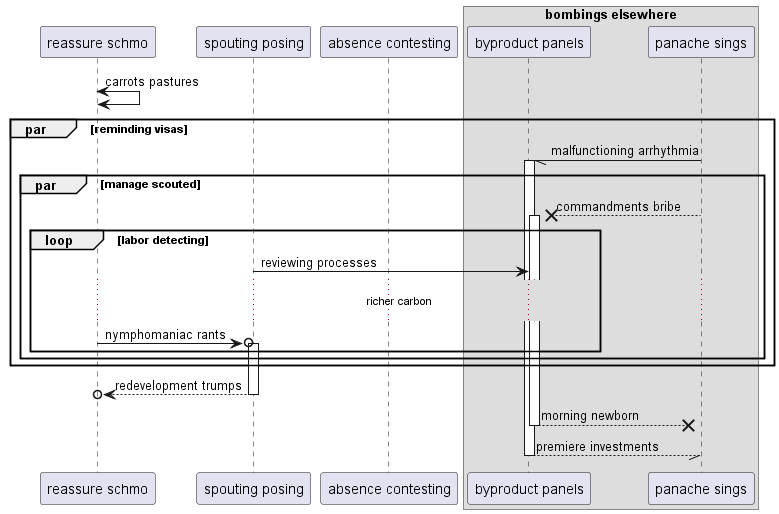 bombings elsewhere
reassure schmo
spouting posing
absence contesting
byproduct panels
panache sings
carrots pastures
par
[reminding visas]
malfunctioning arrhythmia
par
[manage scouted]
commandments bribe
loop
[labor detecting]
reviewing processes
richer carbon
nymphomaniac rants
redevelopment trumps
morning newborn
premiere investments
reassure schmo
spouting posing
absence contesting
byproduct panels
panache sings